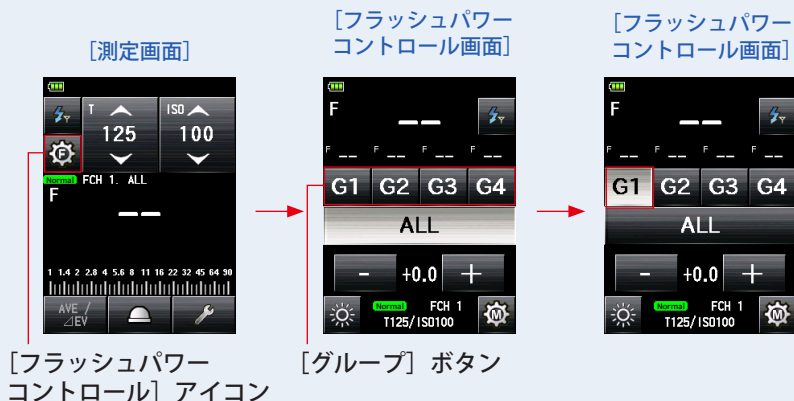 ［測定画面］
T
125
ISO
100
Normal FCH 1. ALL
F
--
1 1.4 2 2.8 4 5.6 8 11 16 22 32 45 64 90
AVE /
⊿EV
［フラッシュパワー
コントロール］アイコン
［フラッシュパワー
コントロール画面］
F
--
F -- F -- F -- F --
G1 G2 G3 G4
ALL
- +0.0 +
Normal FCH 1
T125/ISO100
M
［グループ］ボタン
［フラッシュパワー
コントロール画面］
F
--
F -- F -- F -- F --
G1 G2 G3 G4
ALL
- +0.0 +
Normal FCH 1
T125/ISO100
M